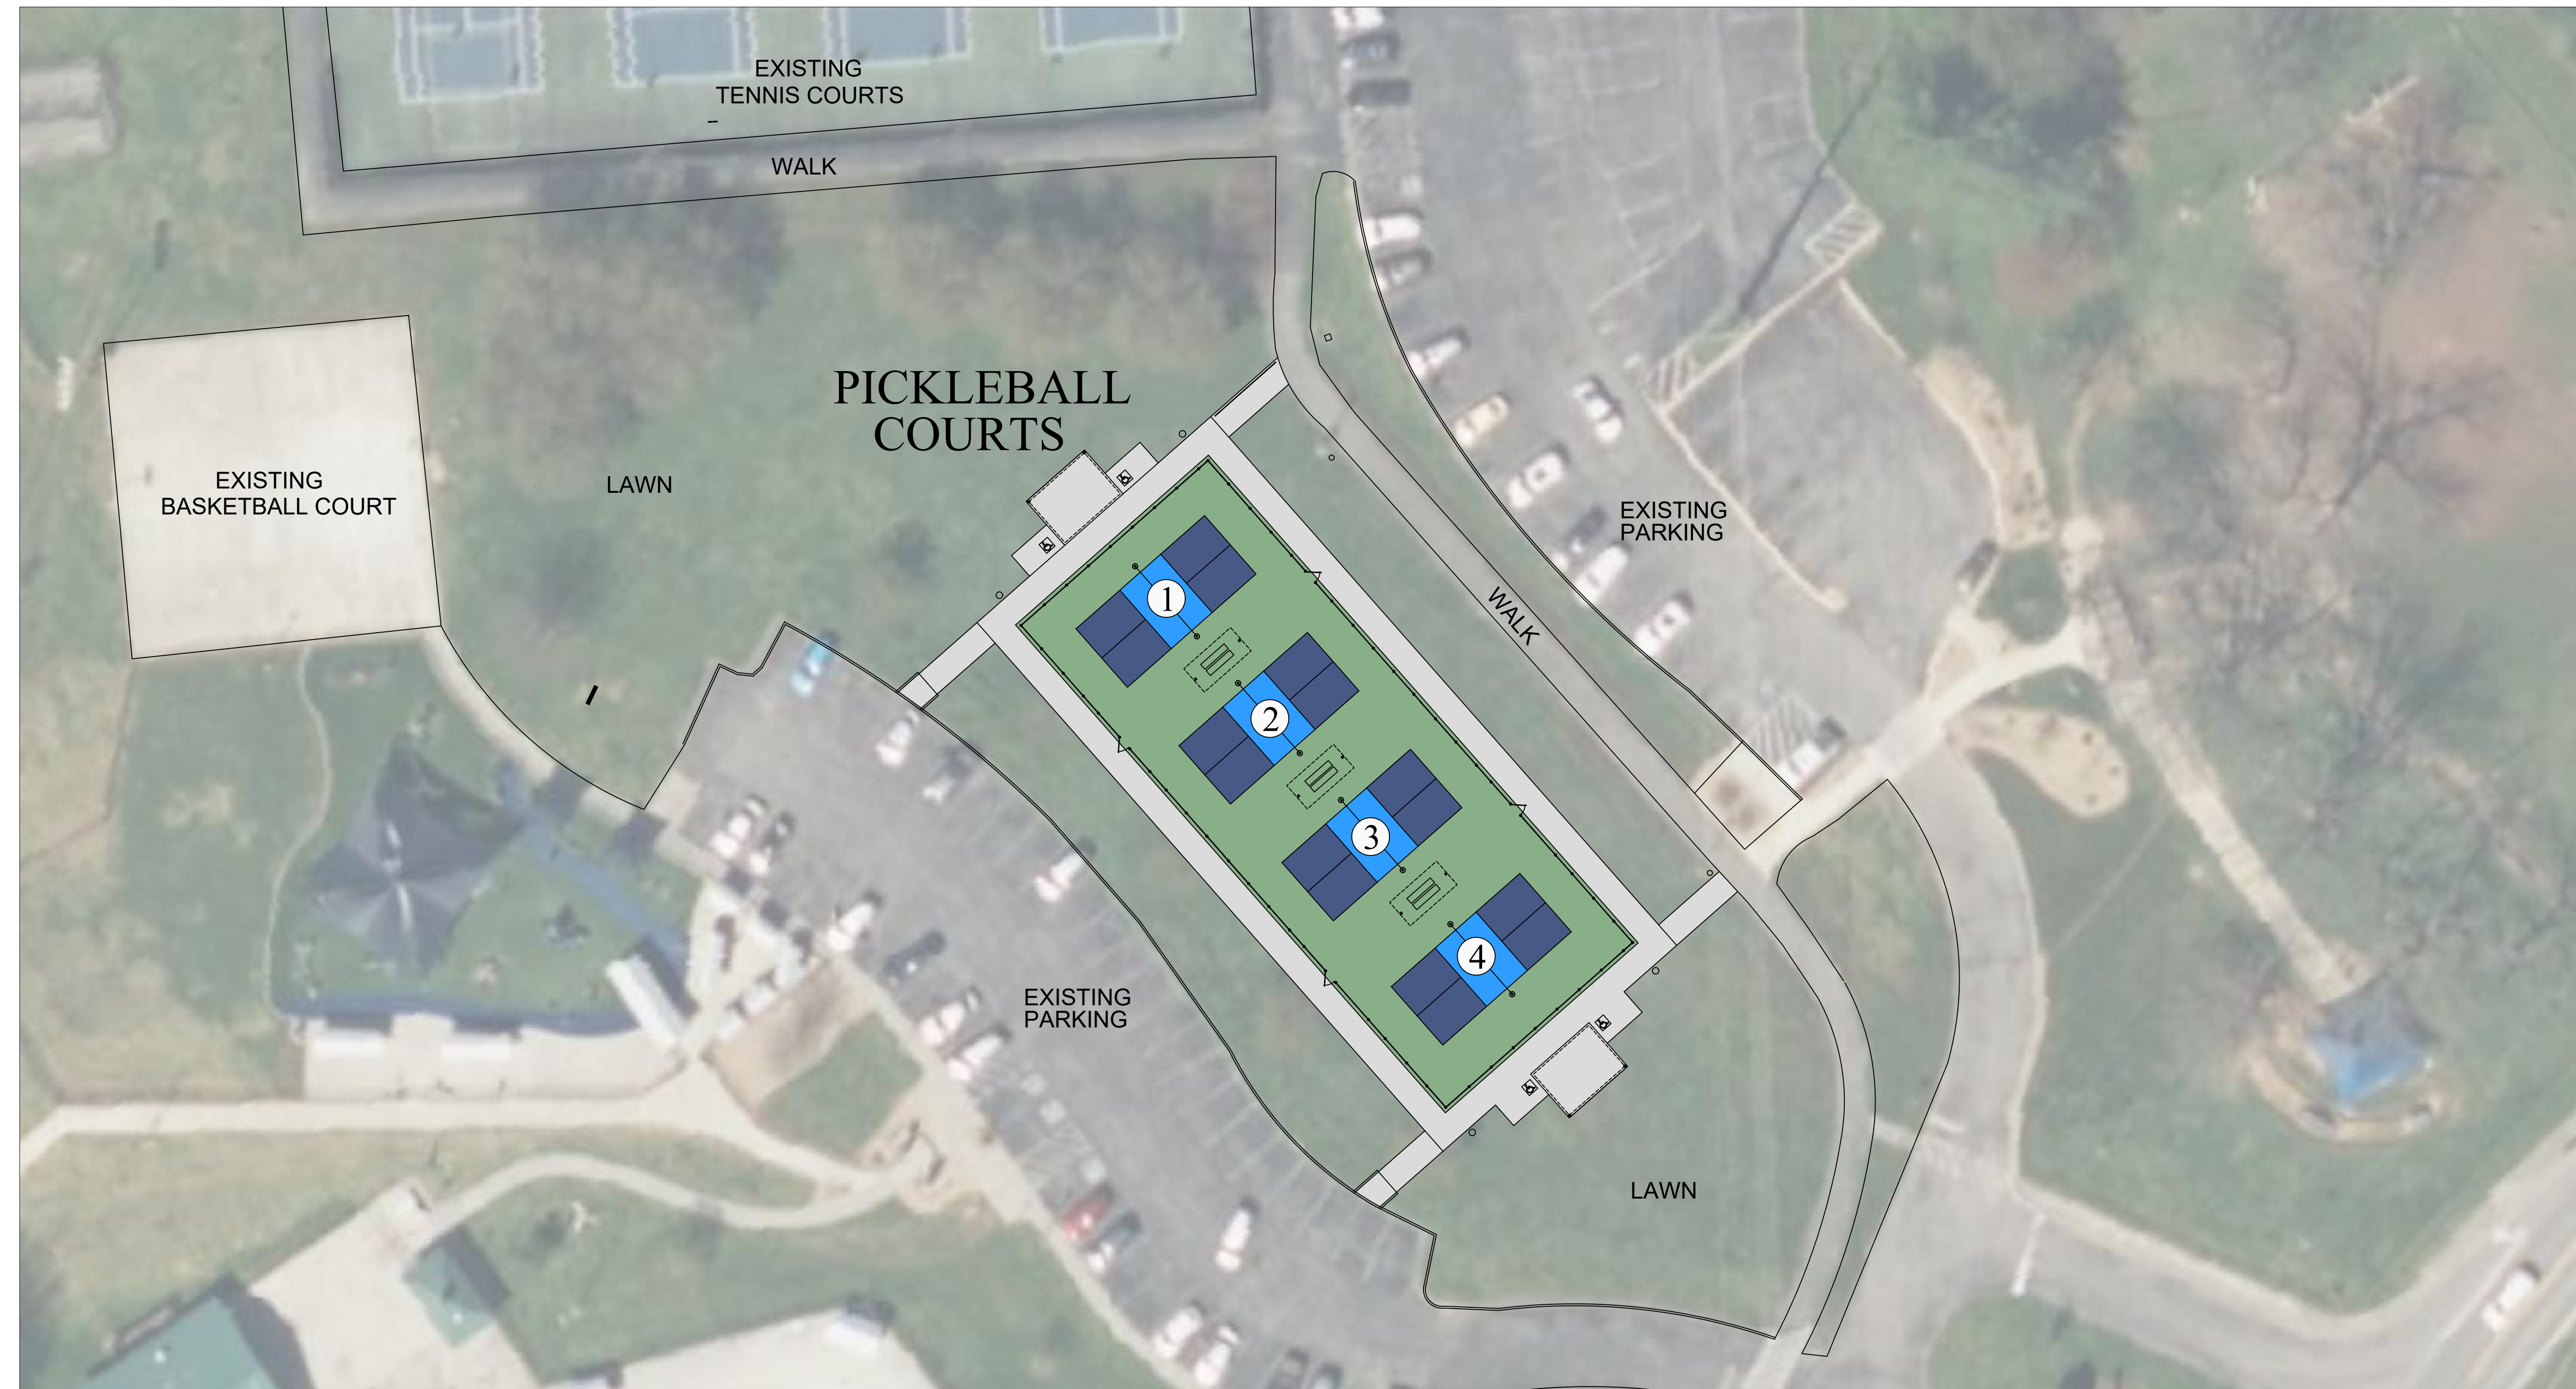 EXISTING
TENNIS COURTS
WALK
PICKLEBALL
COURTS
EXISTING
BASKETBALL COURT
LAWN
EXISTING
PARKING
1
WALK
2
3
4
EXISTING
PARKING
LAWN